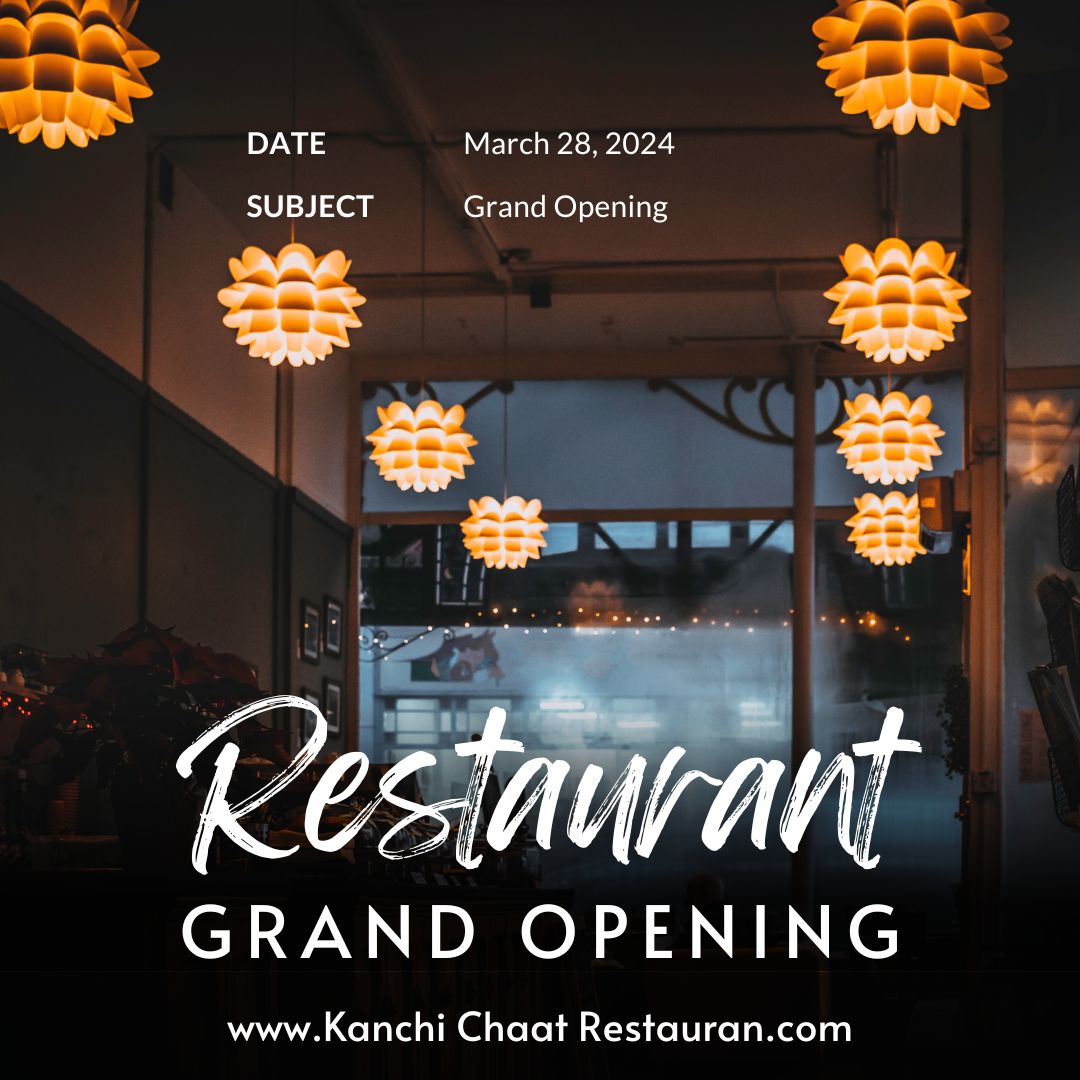 DATE March 28, 2024
SUBJECT Grand Opening
Restaurant
GRAND OPENING
www.Kanchi Chaat Restauran.com